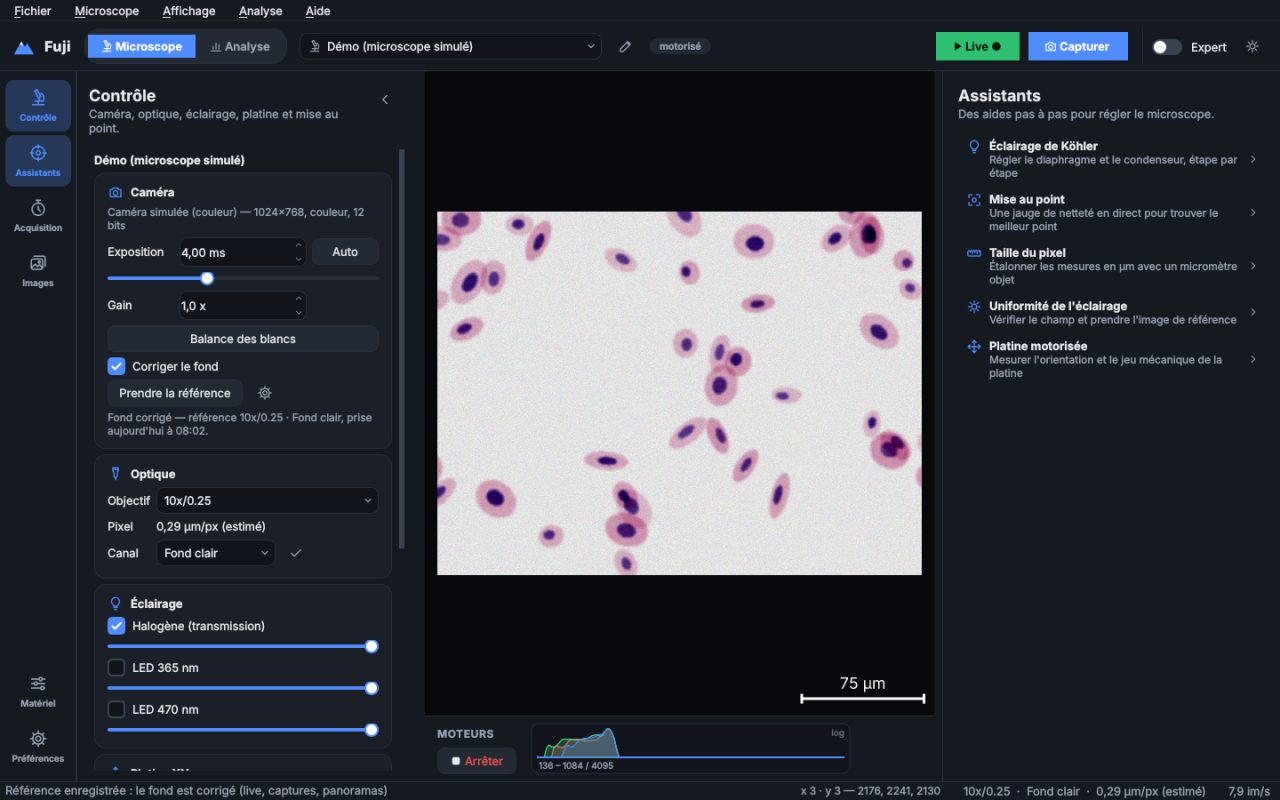 Fichier Microscope Affichage Analyse Aide
Fuji Microscope Analyse Démo (microscope simulé) motorisé Live Capturer Expert
Contrôle
Assistants
Acquisition
Images
Matériel
Préférences
Contrôle
Caméra, optique, éclairage, platine et mise au
point.
Démo (microscope simulé)
Caméra
Caméra simulée (couleur) — 1024×768, couleur, 12
bits
Exposition 4,00 ms Auto
Gain 1,0 x
Balance des blancs
Corriger le fond
Prendre la référence
Fond corrigé — référence 10x/0.25 · Fond clair, prise
aujourd'hui à 08:02.
Optique
Objectif 10x/0.25
Pixel 0,29 µm/px (estimé)
Canal Fond clair
Éclairage
Halogène (transmission)
LED 365 nm
LED 470 nm
75 µm
MOTEURS
Arrêter
log
136 – 1084 / 4095
Assistants
Des aides pas à pas pour régler le microscope.
Éclairage de Köhler
Régler le diaphragme et le condenseur, étape par
étape
Mise au point
Une jauge de netteté en direct pour trouver le
meilleur point
Taille du pixel
Étalonner les mesures en µm avec un micromètre
objet
Uniformité de l'éclairage
Vérifier le champ et prendre l'image de référence
Platine motorisée
Mesurer l'orientation et le jeu mécanique de la
platine
Référence enregistrée : le fond est corrigé (live, captures, panoramas) x 3 · y 3 — 2176, 2241, 2130 10x/0.25 · Fond clair · 0,29 µm/px (estimé) 7,9 im/s